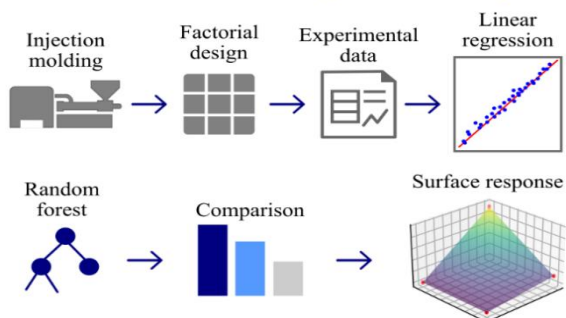 Injection
molding
Factorial
design
Experimental
data
Linear
regression
Random
forest
Comparison
Surface response